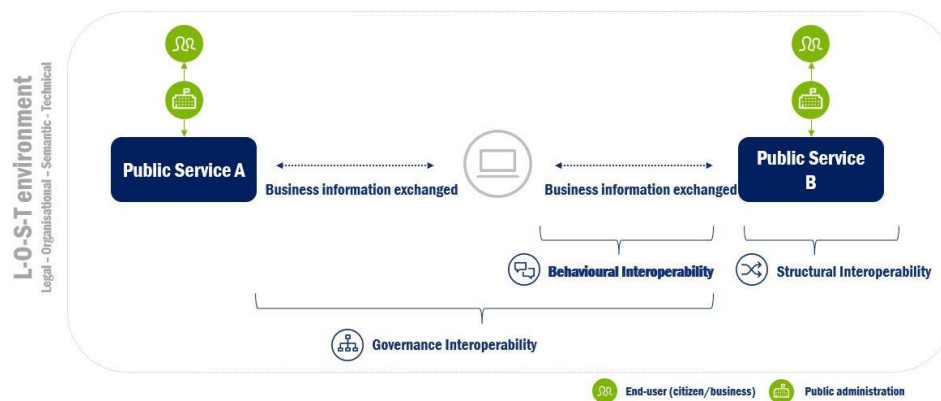 L-O-S-T environment
Legal – Organisational – Semantic - Technical
Public Service A
Public Service
B
Business information exchanged
Business information exchanged
Behavioural Interoperability
Structural Interoperability
Governance Interoperability
End-user (citizen/business)
Public administration